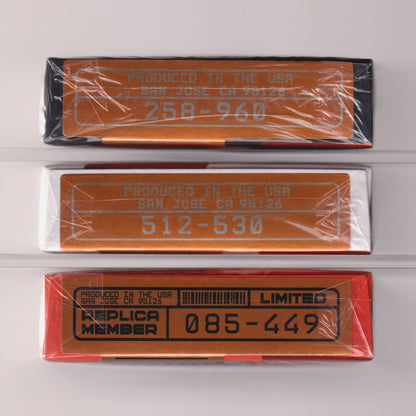 PRODUCED IN THE USA
SAN JOSE CA 95126
258-960
PRODUCED IN THE USA
SAN JOSE CA 95126
512-530
PRODUCED IN THE USA
SAN JOSE CA 95126
LIMITED
REPLICA
MEMBER
085-449